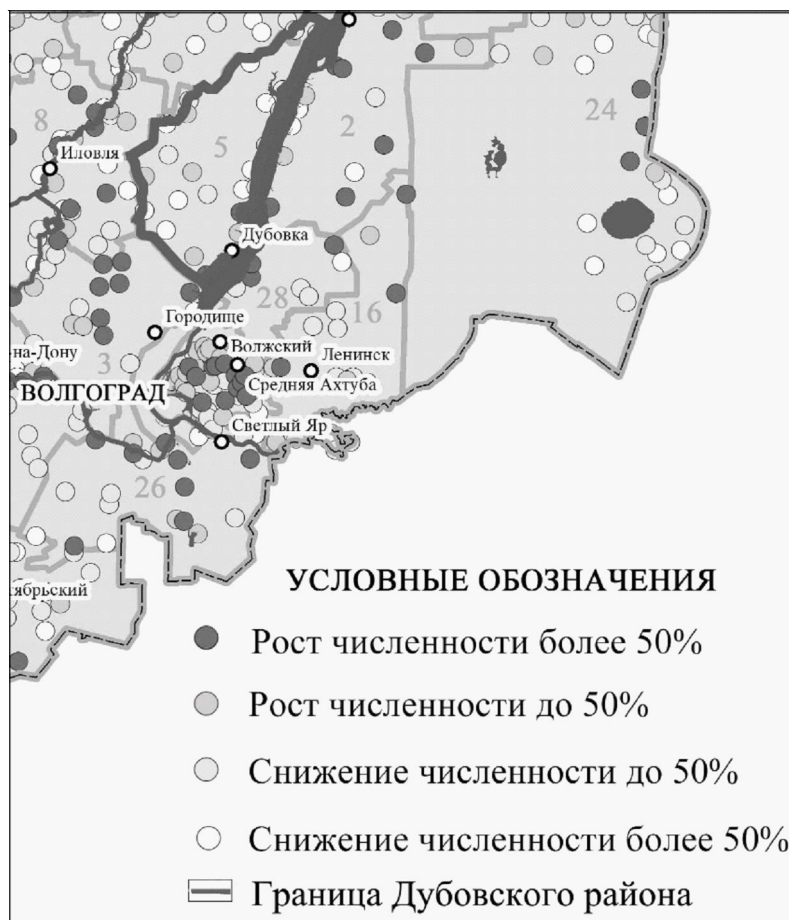 8
5
2
24
Иловля
Дубовка
28
16
Городище
Волжский
-на-Дону
3
Ленинск
ВОЛГОГРАД
Средняя Ахтуба
Светлый Яр
26
тябрьский
УСЛОВНЫЕ ОБОЗНАЧЕНИЯ
Рост численности более 50%
Рост численности до 50%
Снижение численности до 50%
Снижение численности более 50%
Граница Дубовского района